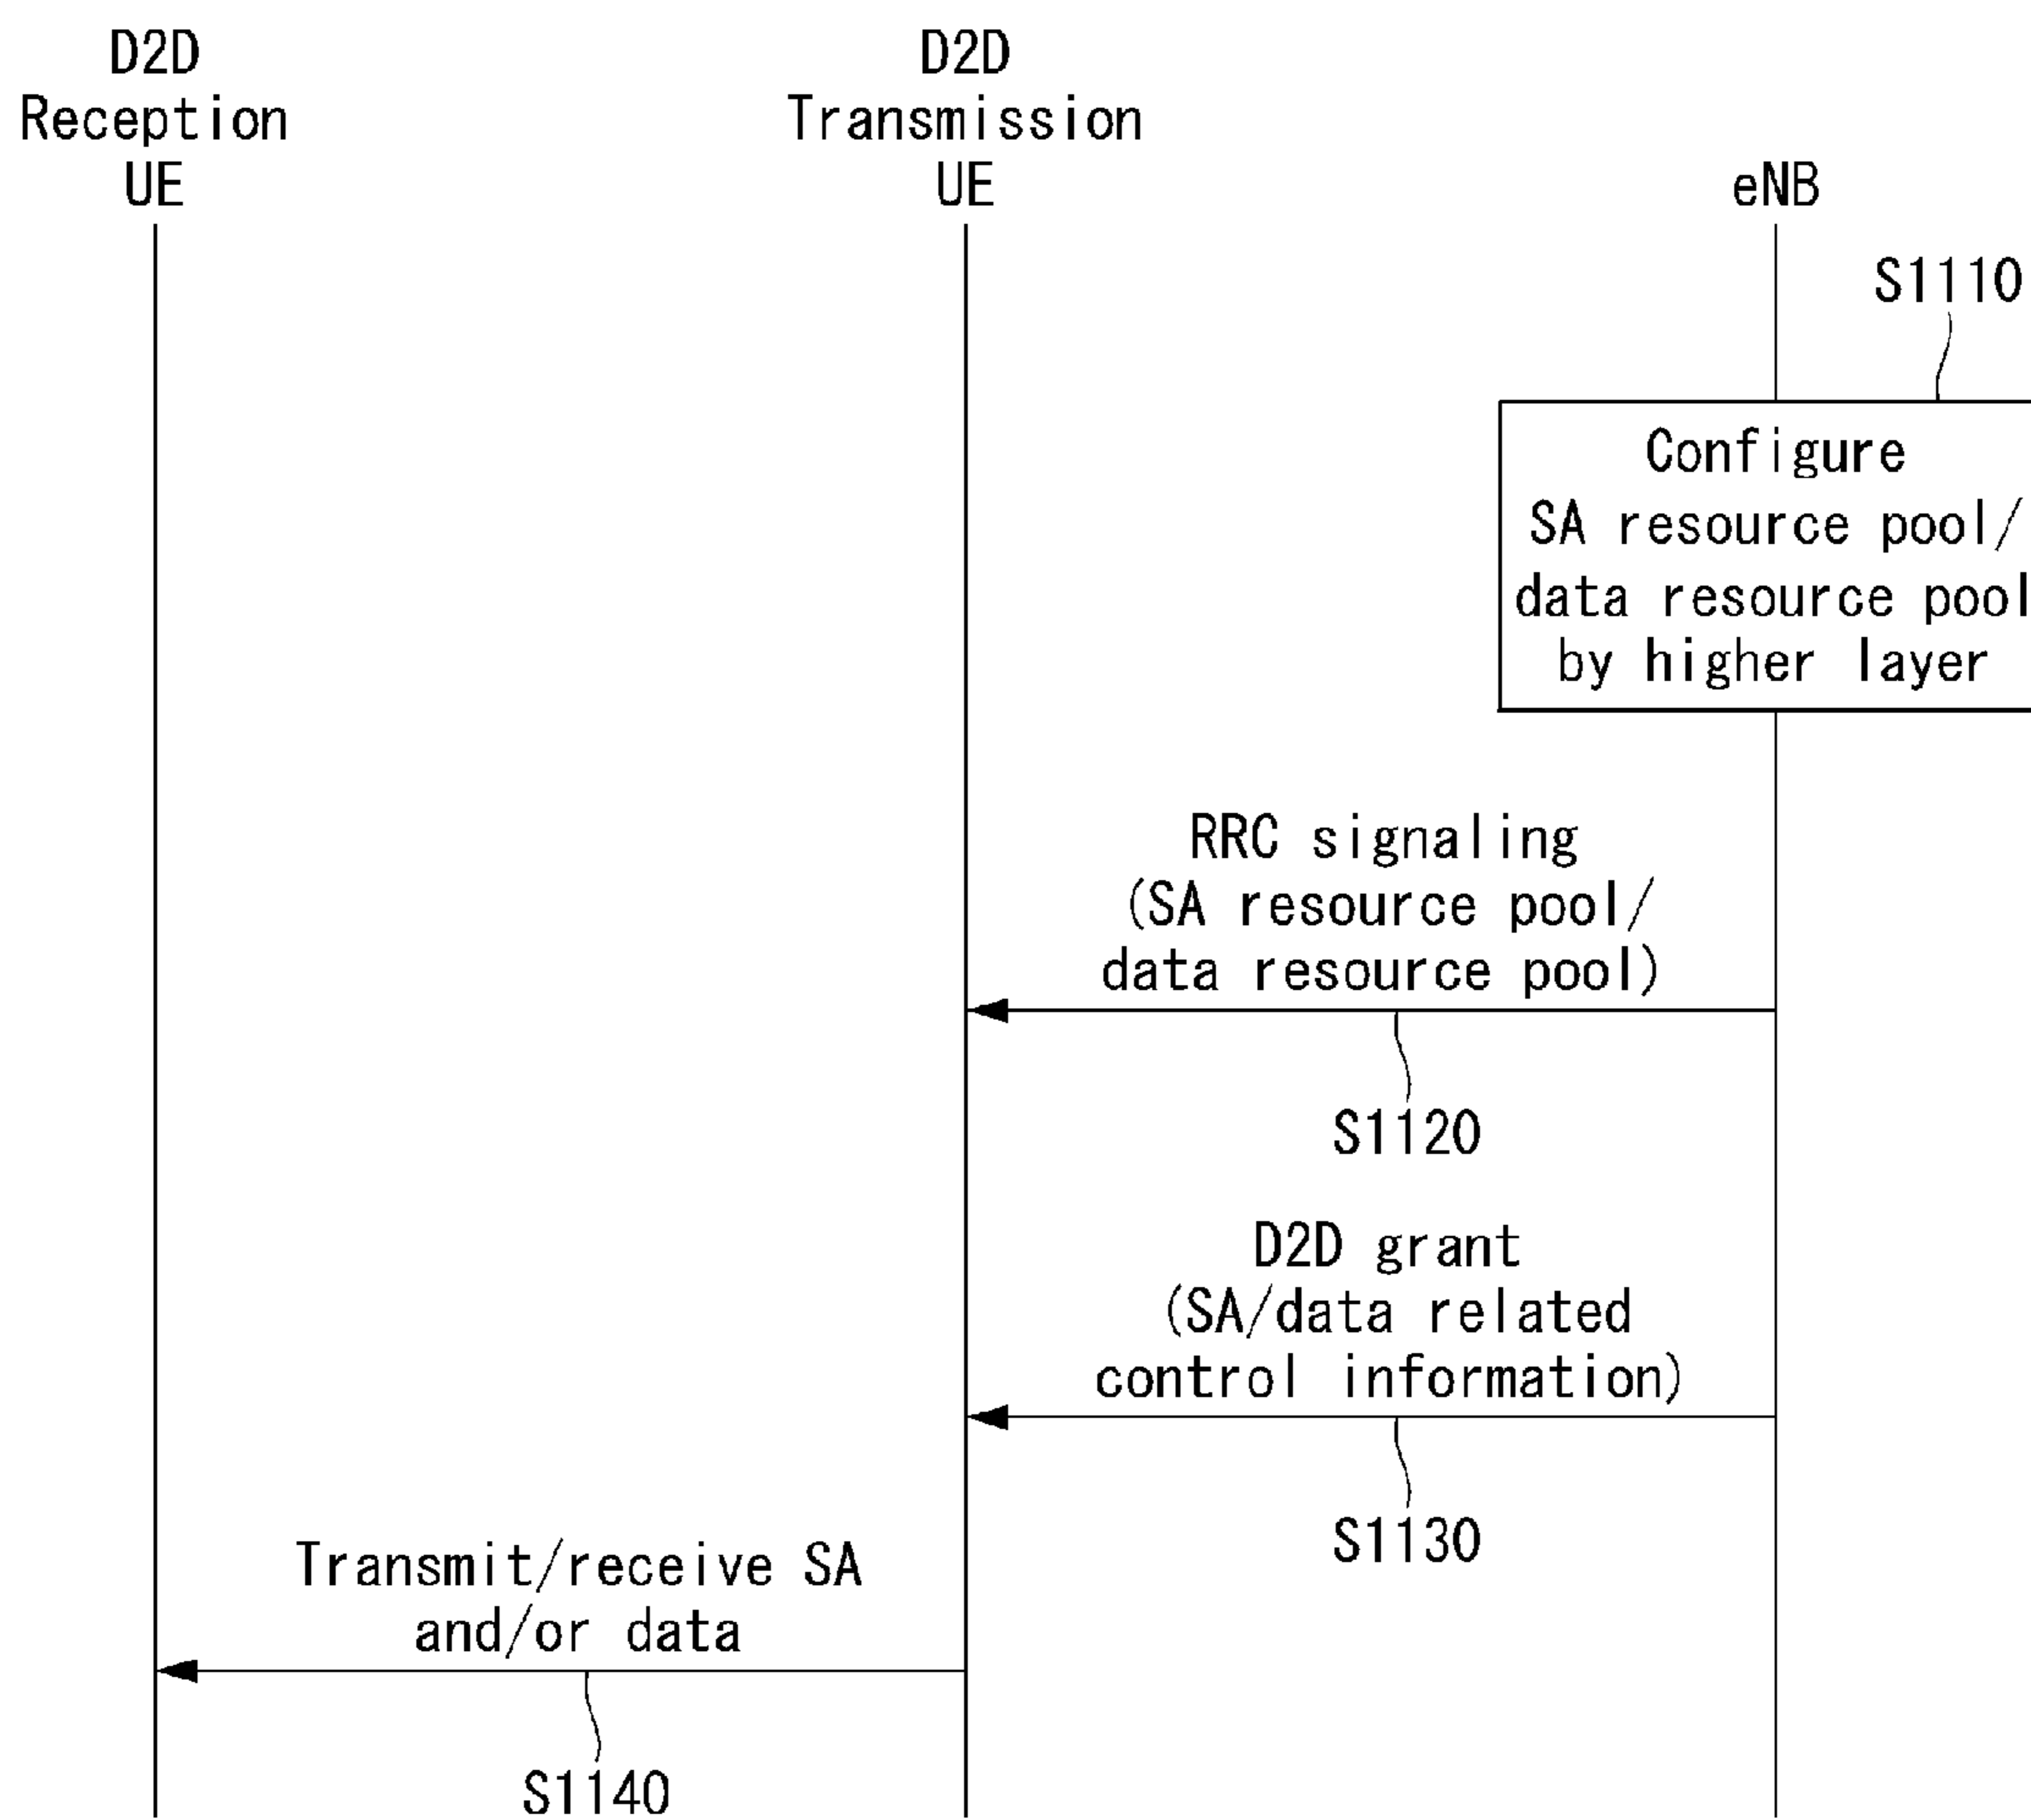 D2D
Reception
UE
D2D
Transmission
UE
eNB
S1110
Configure
SA resource pool/
data resource pool
by higher layer
RRC signaling
(SA resource pool/
data resource pool)
S1120
D2D grant
(SA/data related
control information)
S1130
Transmit/receive SA
and/or data
S1140